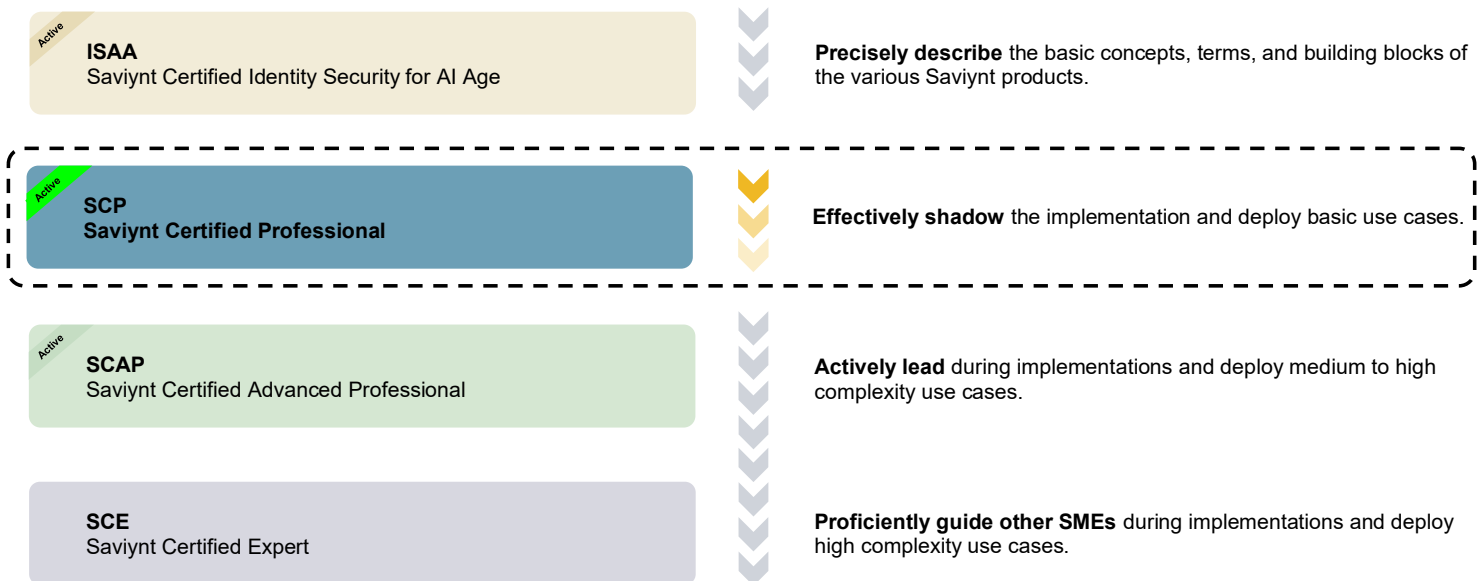 Active
ISAA
Saviynt Certified Identity Security for AI Age
Precisely describe the basic concepts, terms, and building blocks of
the various Saviynt products.
Active
SCP
Saviynt Certified Professional
Effectively shadow the implementation and deploy basic use cases.
Active
SCAP
Saviynt Certified Advanced Professional
Actively lead during implementations and deploy medium to high
complexity use cases.
SCE
Saviynt Certified Expert
Proficiently guide other SMEs during implementations and deploy
high complexity use cases.